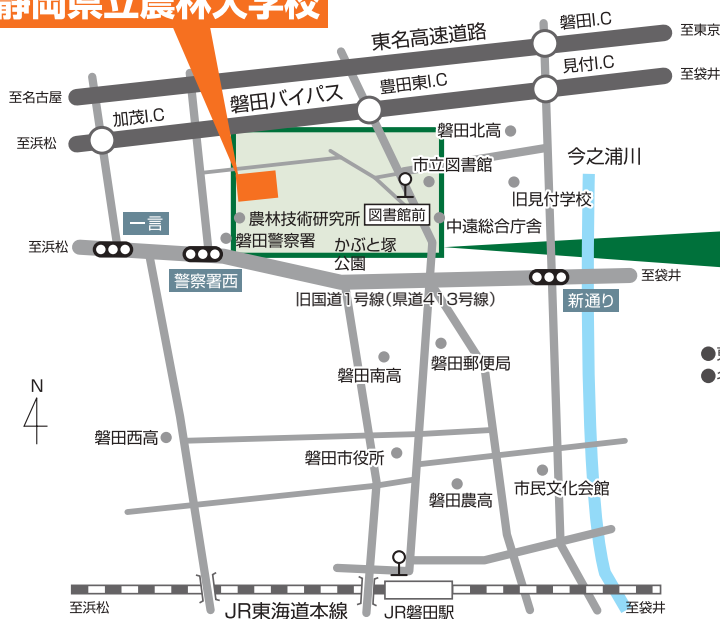 静岡県立農林大学校
磐田I.C
東名高速道路
至東京
見付I.C
至袋井
豊田東I.C
磐田バイパス
至名古屋
加茂I.C
至浜松
磐田北高
今之浦川
市立図書館
旧見付学校
図書館前
農林技術研究所
中遠総合庁舎
一言
磐田警察署
かぶと塚
公園
至浜松
警察署西
至袋井
旧国道1号線(県道413号線)
新通り
磐田郵便局
磐田南高
N
磐田西高
磐田市役所
磐田農高
市民文化会館
至浜松
JR東海道本線
JR磐田駅
至袋井